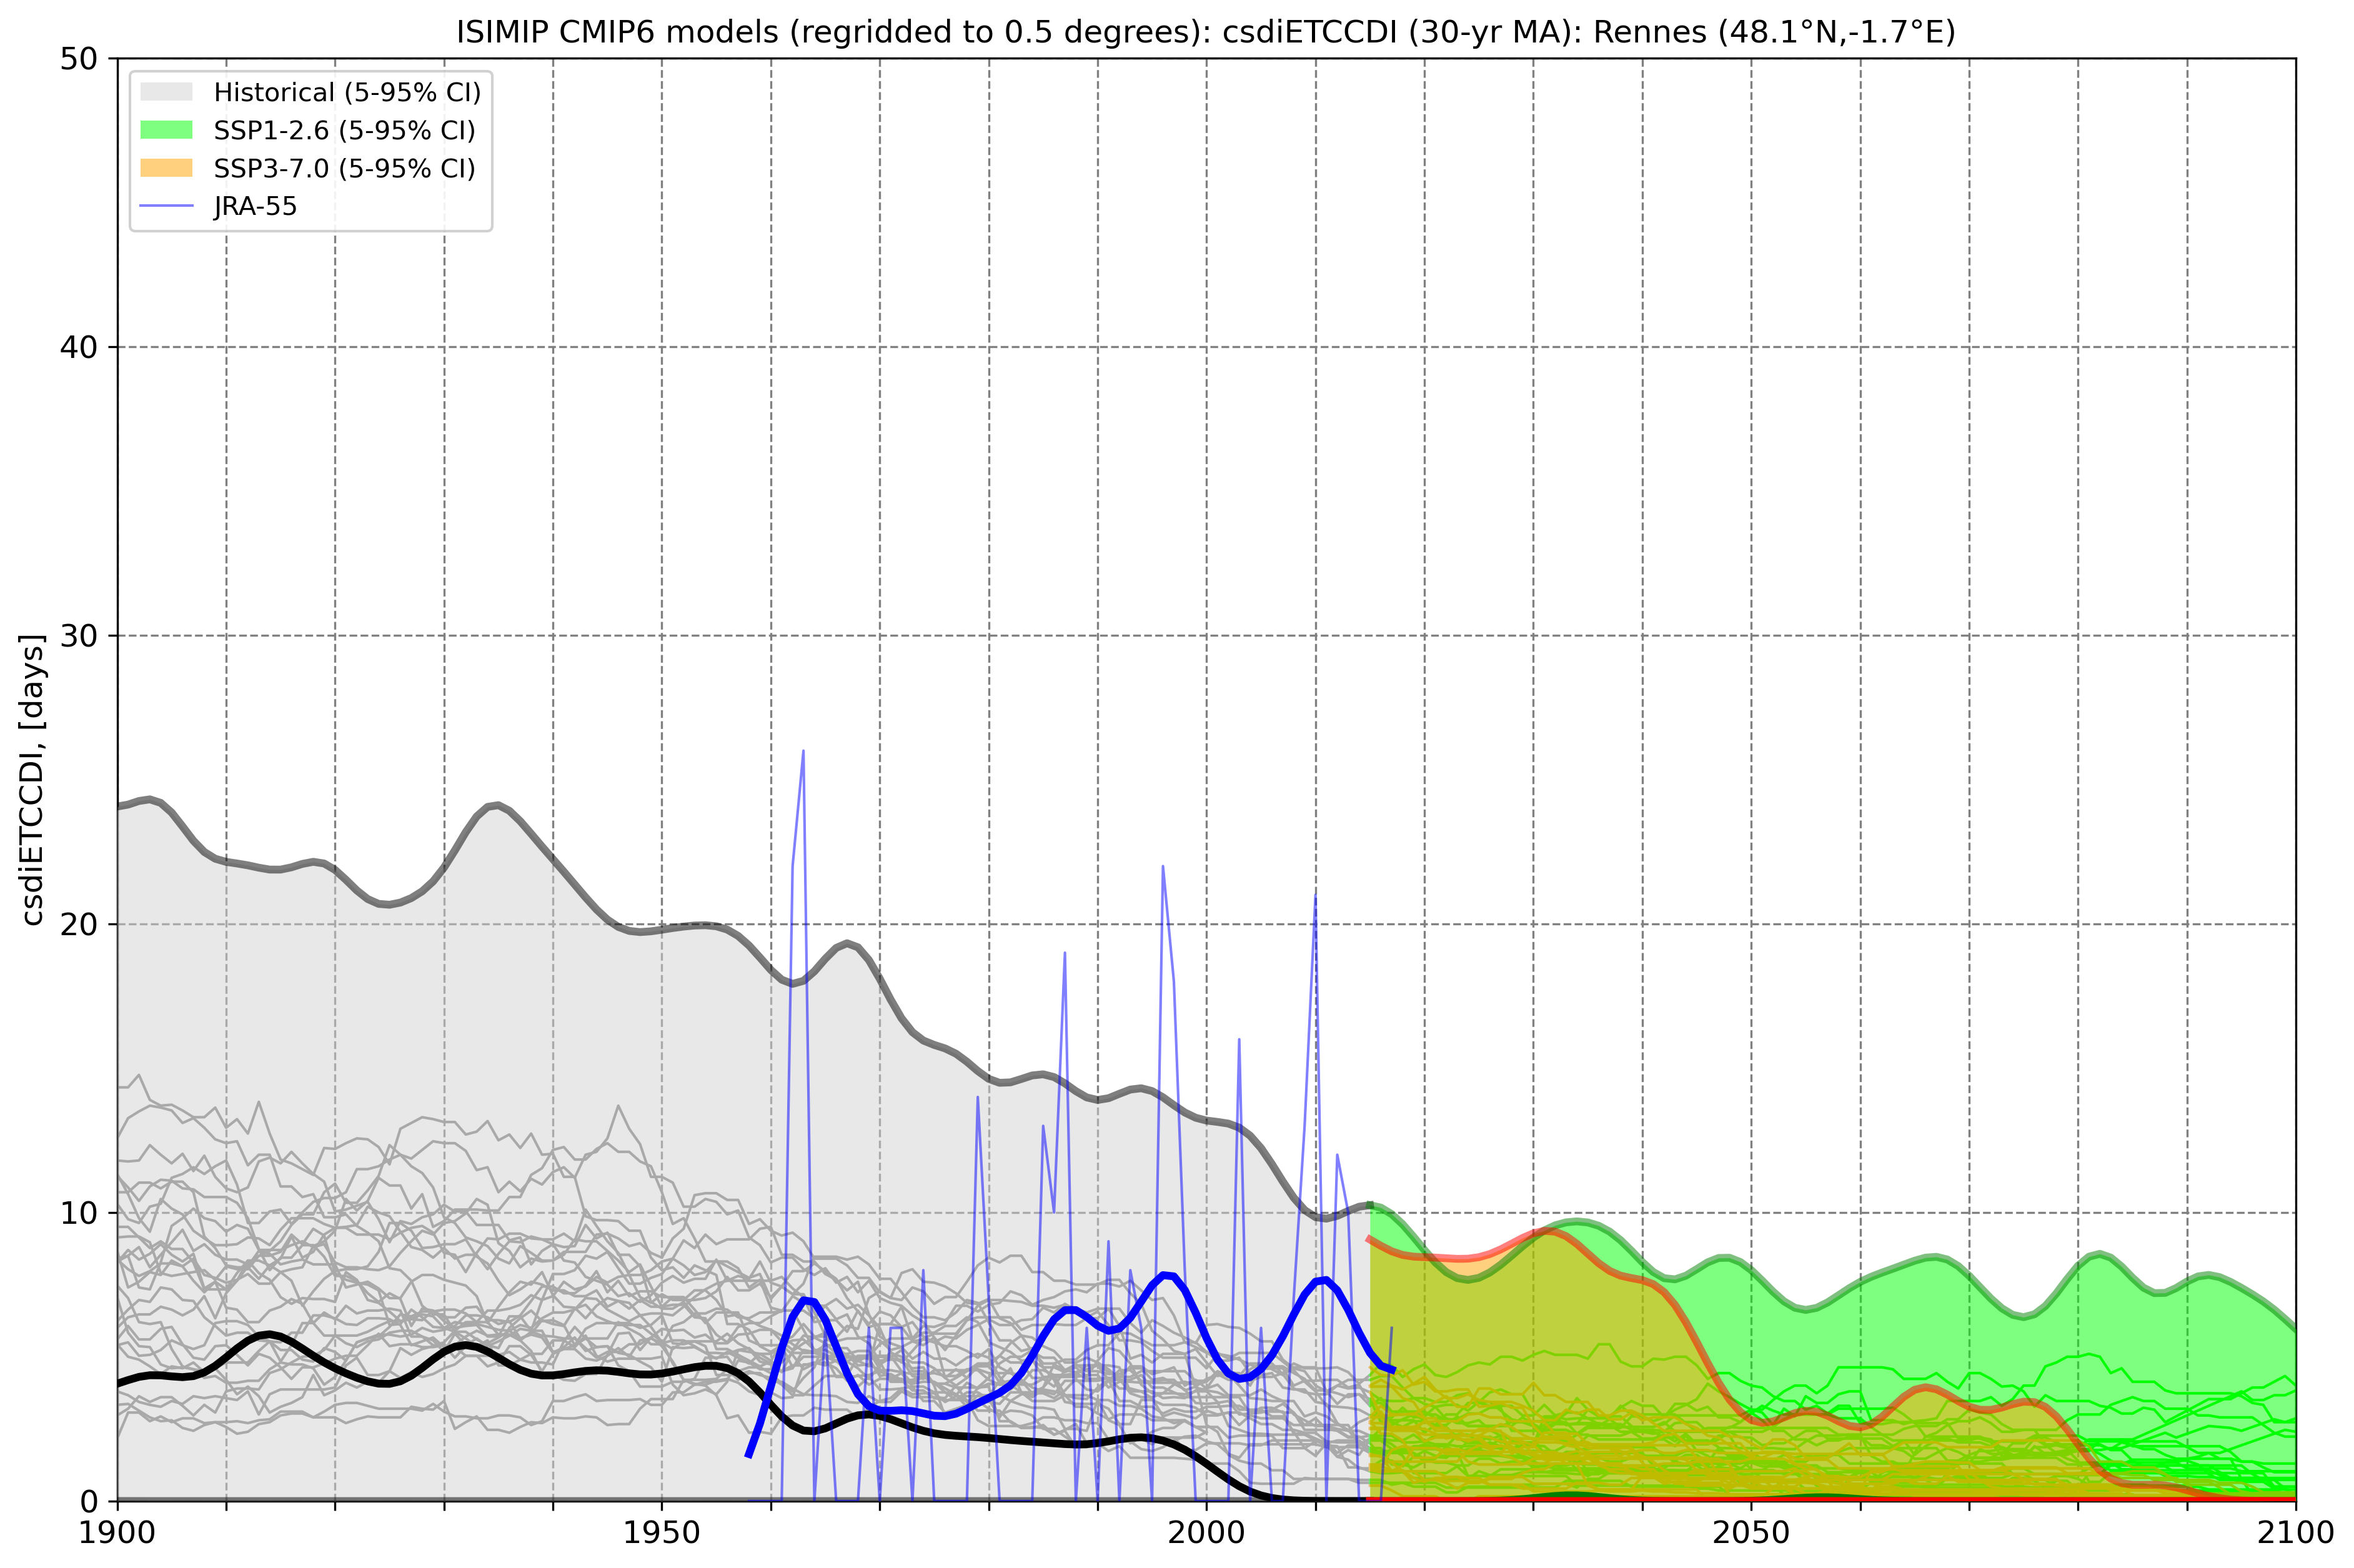 ISIMIP CMIP6 models (regridded to 0.5 degrees): csdiETCCDI (30-yr MA): Rennes (48.1°N,-1.7°E)
50
Historical (5-95% CI)
SSP1-2.6 (5-95% CI)
SSP3-7.0 (5-95% CI)
JRA-55
40
30
csdiETCCDI, [days]
20
10
0
1900 1950 2000 2050 2100